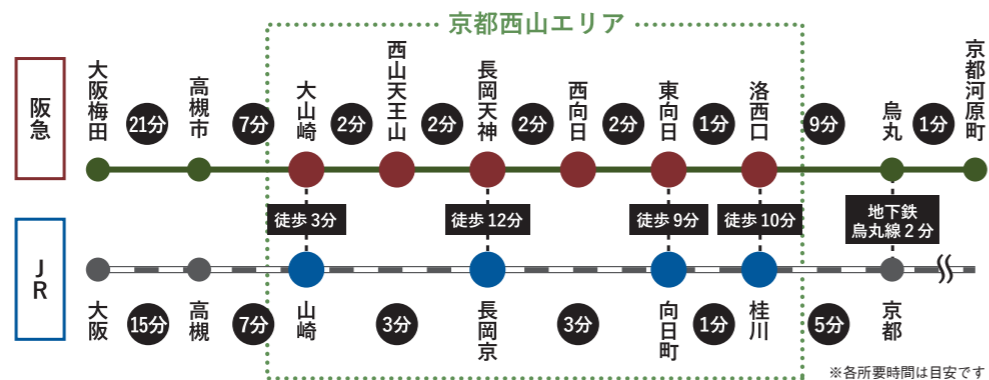 京都西山エリア
阪急
大阪梅田
21分
高槻市
7分
大山崎
2分
西山天王山
2分
長岡天神
2分
西向日
2分
東向日
1分
洛西口
9分
烏丸
1分
京都河原町
徒歩 3分
徒歩 12分
徒歩 9分
徒歩 10分
地下鉄
烏丸線 2 分
JR
大阪
15分
高槻
7分
山崎
3分
長岡京
3分
向日町
1分
桂川
5分
京都
※各所要時間は目安です